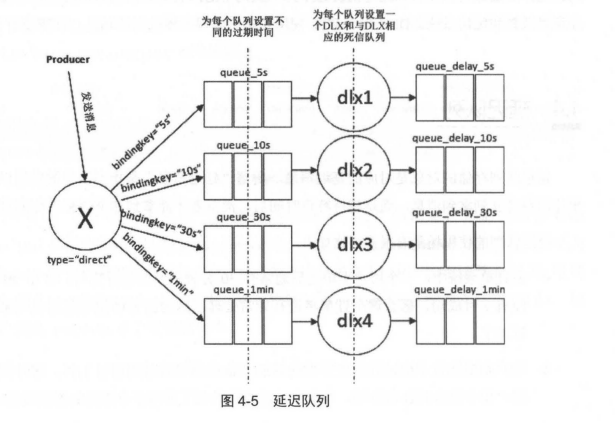 为每个队列设置不
同的过期时间
为每个队列设置一
个DLX和与DLX相
应的死信队列
Producer
发送消息
queue_5s
dlx1
queue_delay_5s
bindingkey="5s"
queue_10s
dlx2
queue_delay_10s
bindingkey="10s"
X
queue_30s
dlx3
queue_delay_30s
bindingkey="30s"
type="direct"
bindingkey="1min"
queue_1min
dlx4
queue_delay_1min
图 4-5 延迟队列